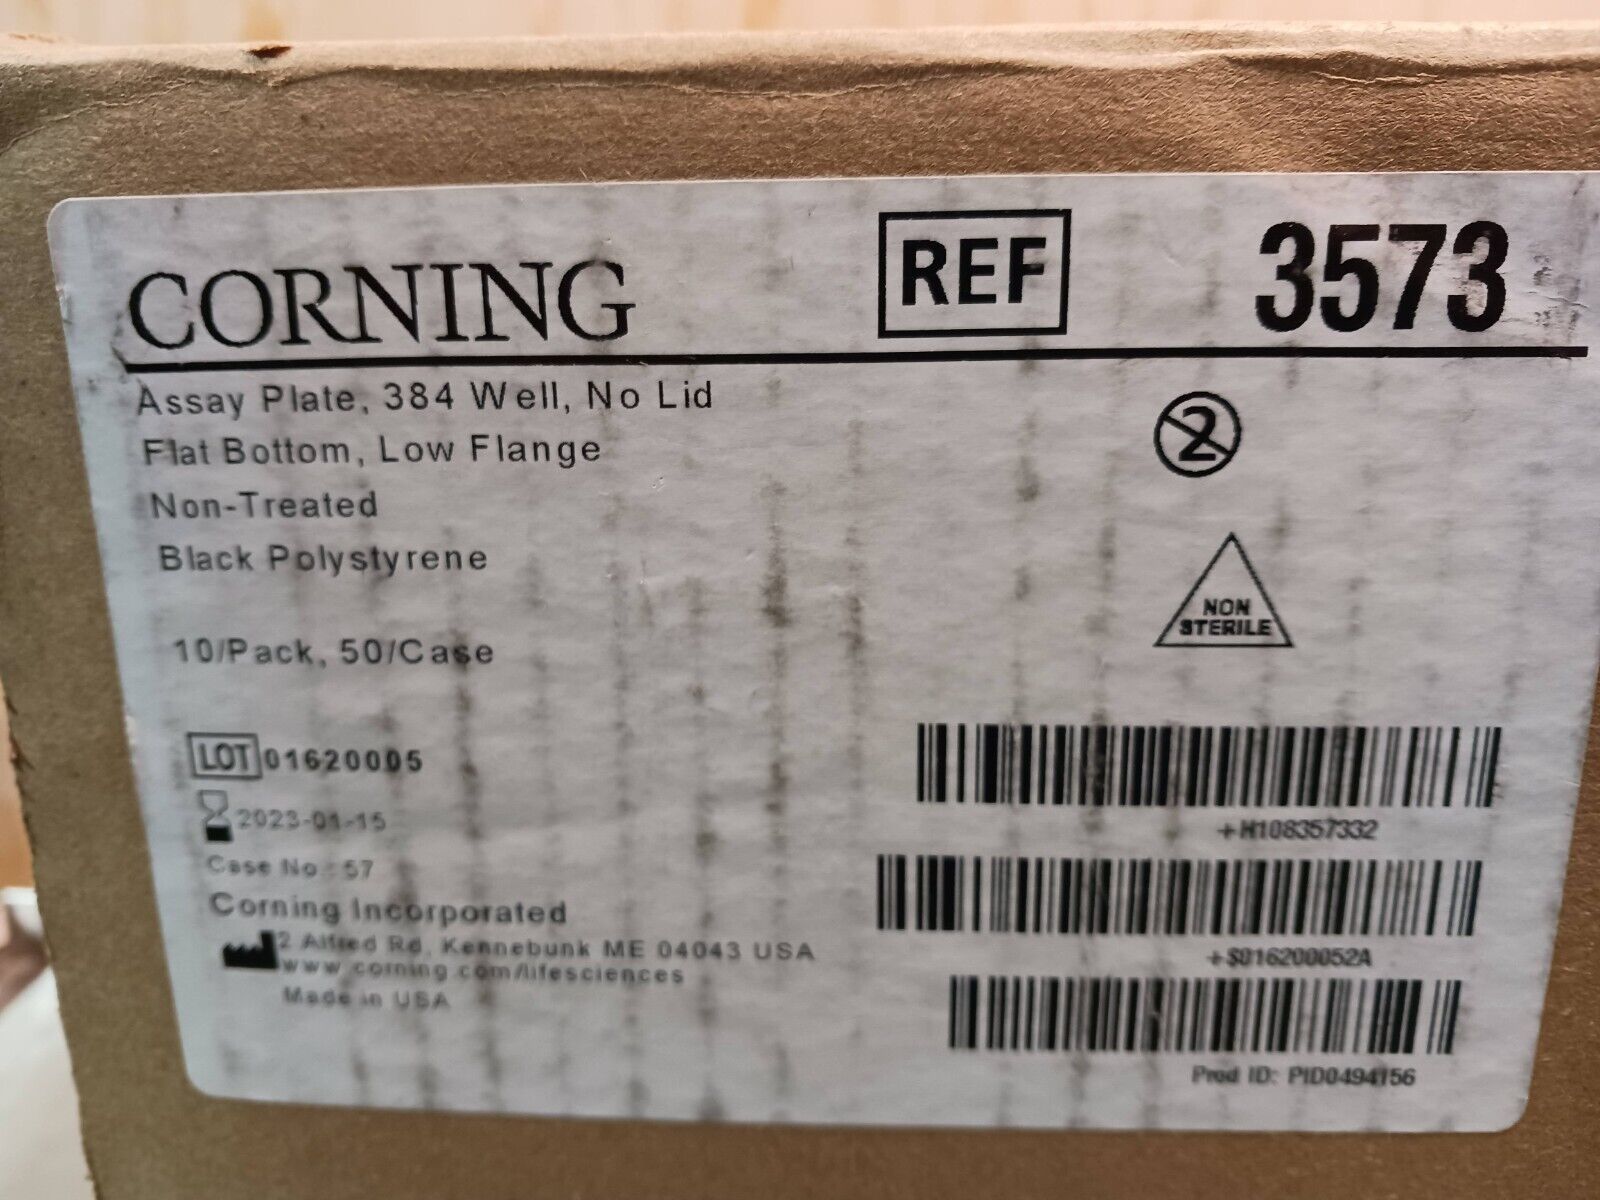 CORNING
REF 3573
Assay Plate, 384 Well, No Lid
Flat Bottom, Low Flange
Non-Treated
Black Polystyrene
10/Pack, 50/Case
2
NON
STERILE
LOT 01620005
2023-01-15
Case No : 57
Corning Incorporated
2 Alfred Rd, Kennebunk ME 04043 USA
www.corning.com/lifesciences
Made in USA
+H108357332
+S016200052A
Prod ID: PID0494156